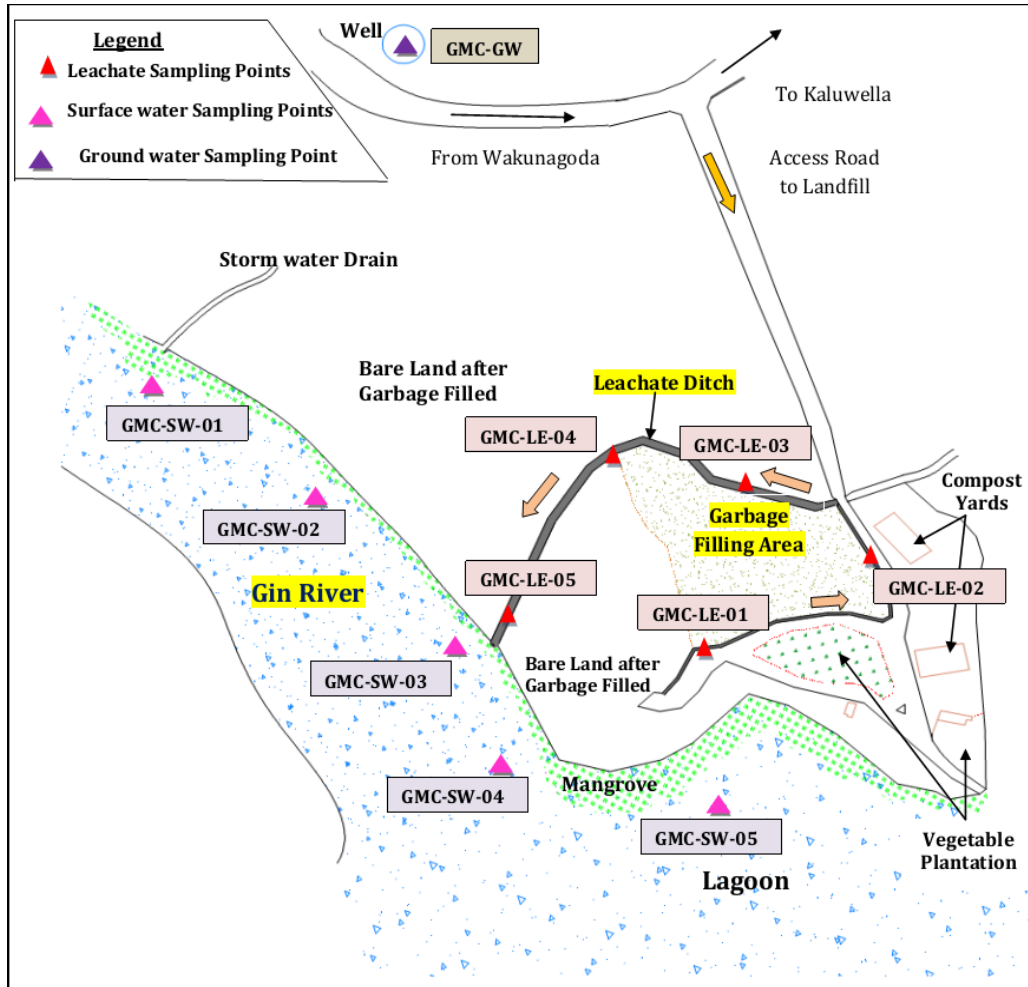 Legend
Leachate Sampling Points
Surface water Sampling Points
Ground water Sampling Point
Well
GMC-GW
To Kaluwella
From Wakunagoda
Access Road
to Landfill
Storm water Drain
Bare Land after
Garbage Filled
Leachate Ditch
GMC-SW-01
GMC-LE-04
GMC-LE-03
Compost
Yards
GMC-SW-02
Garbage
Filling Area
Gin River
GMC-LE-05
GMC-LE-02
GMC-LE-01
Bare Land after
Garbage Filled
GMC-SW-03
Mangrove
GMC-SW-04
GMC-SW-05
Vegetable
Plantation
Lagoon